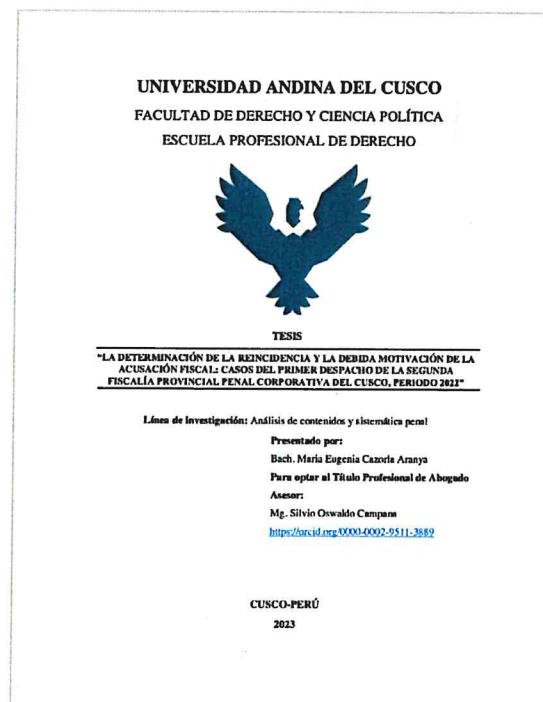 UNIVERSIDAD ANDINA DEL CUSCO
FACULTAD DE DERECHO Y CIENCIA POLÍTICA
ESCUELA PROFESIONAL DE DERECHO
TESIS
"LA DETERMINACIÓN DE LA REINCIDENCIA Y LA DEBIDA MOTIVACIÓN DE LA
ACUSACIÓN FISCAL: CASOS DEL PRIMER DESPACHO DE LA SEGUNDA
FISCALÍA PROVINCIAL PENAL CORPORATIVA DEL CUSCO, PERIODO 2022"
Línea de investigación: Análisis de contenidos y sistemática penal
Presentado por:
Bach. Maria Eugenia Cazorla Aranya
Para optar al Título Profesional de Abogado
Asesor:
Mg. Silvio Oswaldo Campana
https://orcid.org/0000-0002-9511-3889
CUSCO-PERÚ
2023